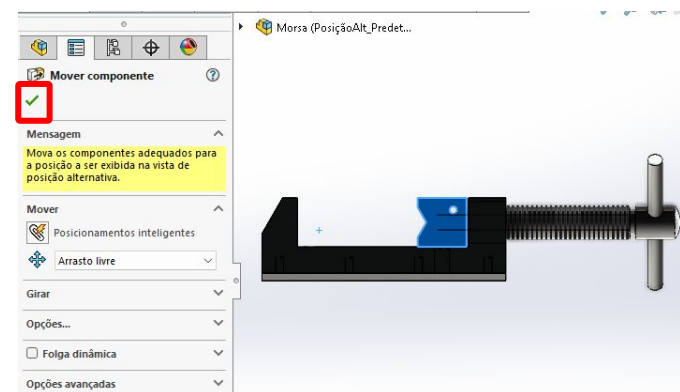 Morsa (PosiçãoAlt_Predet...
Mover componente
Mensagem
Mova os componentes adequados para
a posição a ser exibida na vista de
posição alternativa.
Mover
Posicionamentos inteligentes
Arrasto livre
Girar
Opções...
Folga dinâmica
Opções avançadas